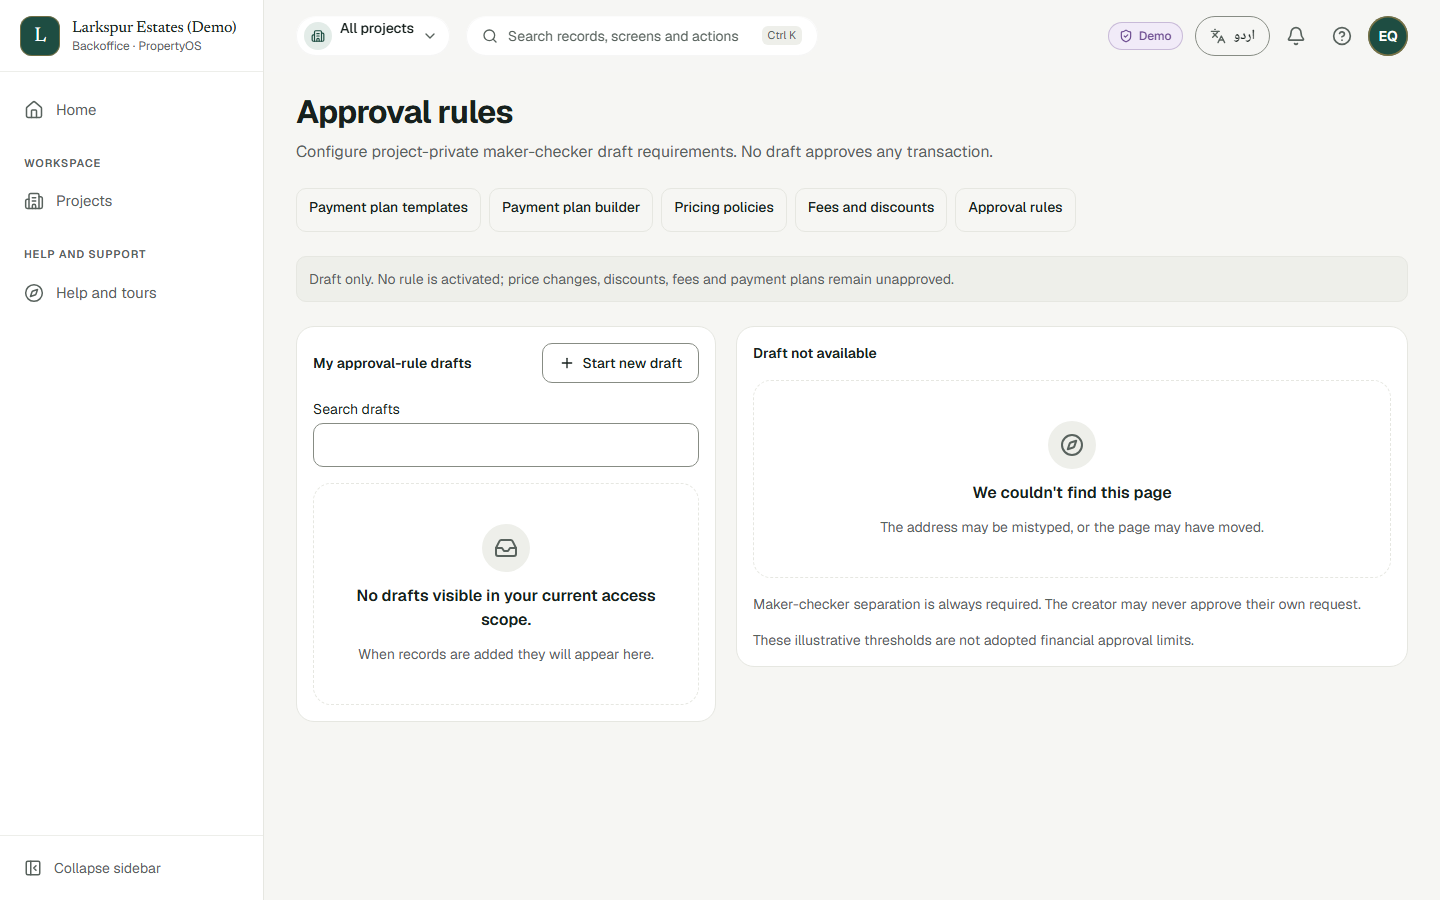 L
Larkspur Estates (Demo)
Backoffice · PropertyOS
All projects
Search records, screens and actions
Ctrl K
Demo
اردو
EQ
Home
WORKSPACE
Projects
HELP AND SUPPORT
Help and tours
Collapse sidebar
Approval rules
Configure project-private maker-checker draft requirements. No draft approves any transaction.
Payment plan templates
Payment plan builder
Pricing policies
Fees and discounts
Approval rules
Draft only. No rule is activated; price changes, discounts, fees and payment plans remain unapproved.
My approval-rule drafts
Start new draft
Search drafts
No drafts visible in your current access
scope.
When records are added they will appear here.
Draft not available
We couldn't find this page
The address may be mistyped, or the page may have moved.
Maker-checker separation is always required. The creator may never approve their own request.
These illustrative thresholds are not adopted financial approval limits.